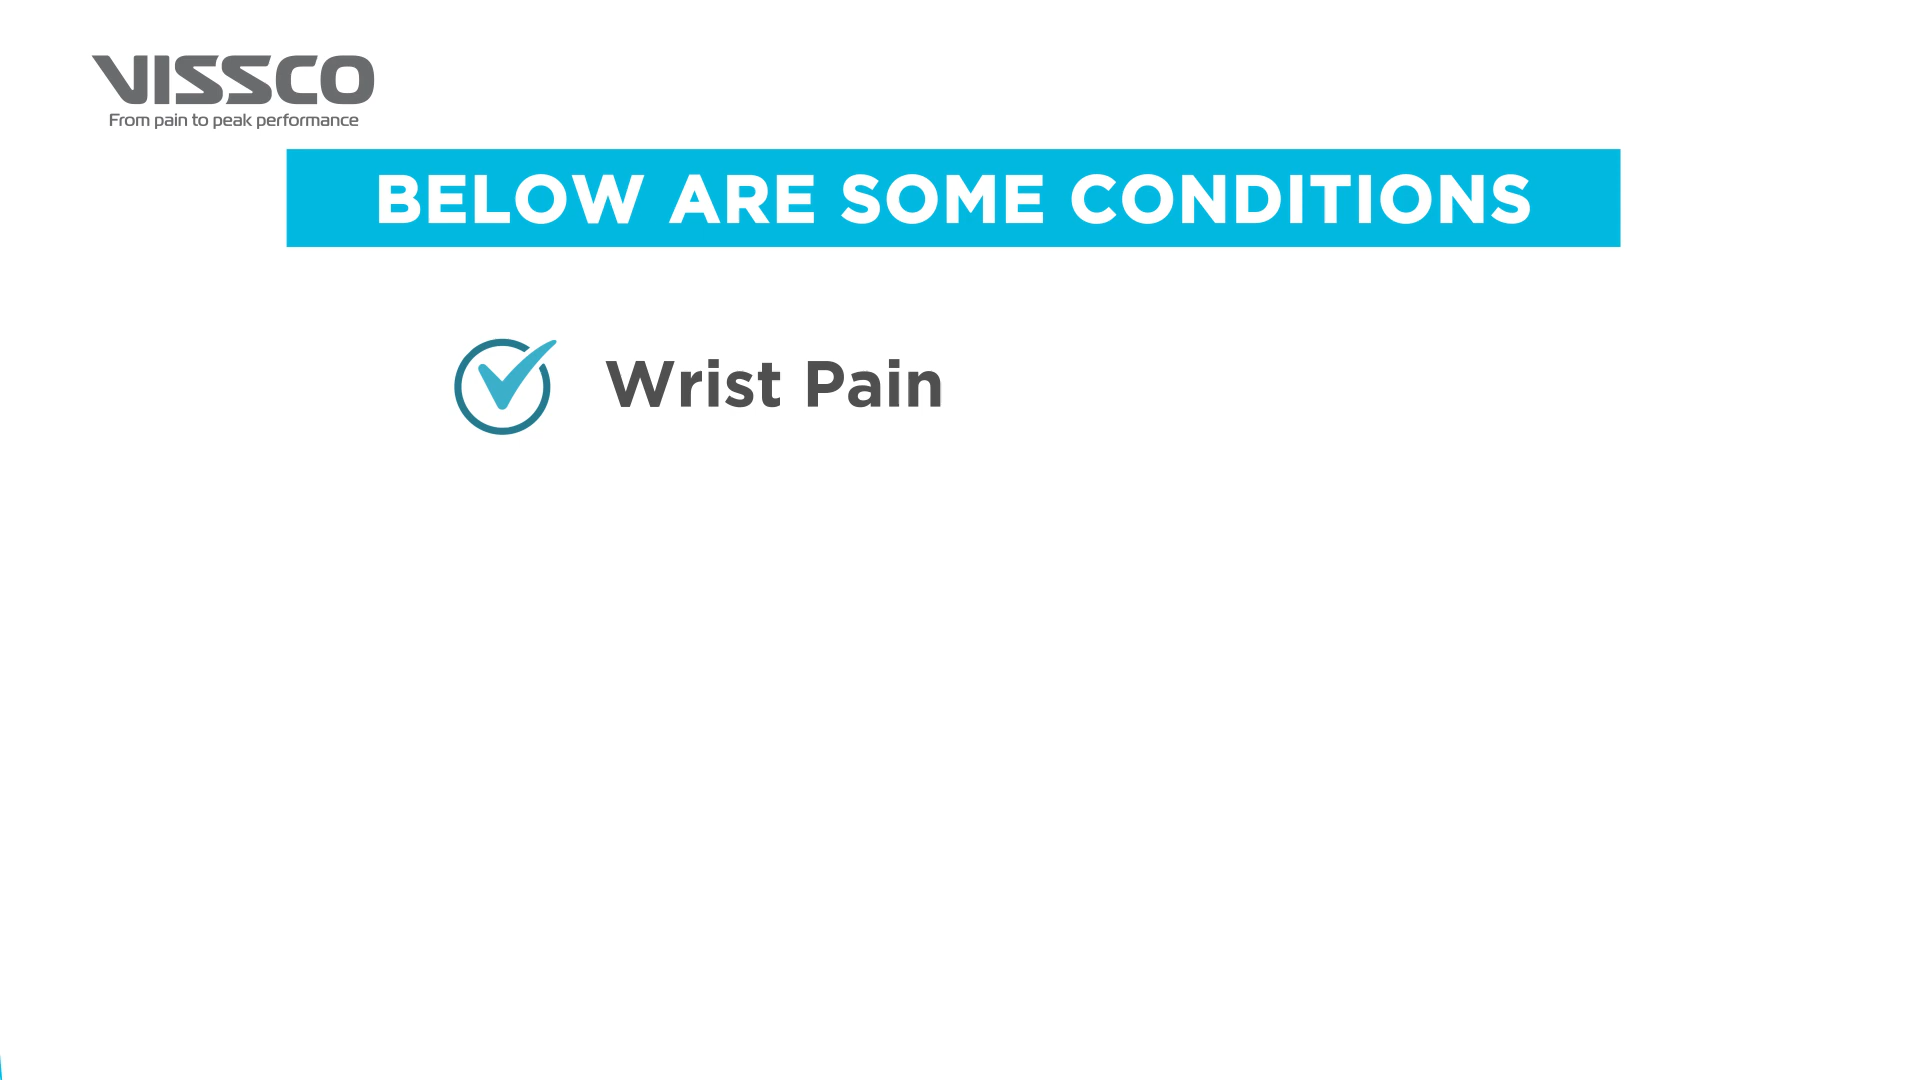 VISSCO
From pain to peak performance
BELOW ARE SOME CONDITIONS
Wrist Pain